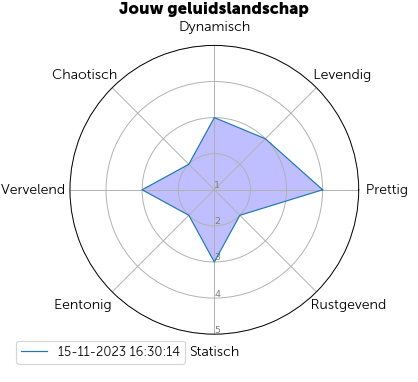 Jouw geluidslandschap
Dynamisch
Chaotisch
Levendig
Vervelend
1
Prettig
2
3
4
Eentonig
Rustgevend
5
15-11-2023 16:30:14
Statisch